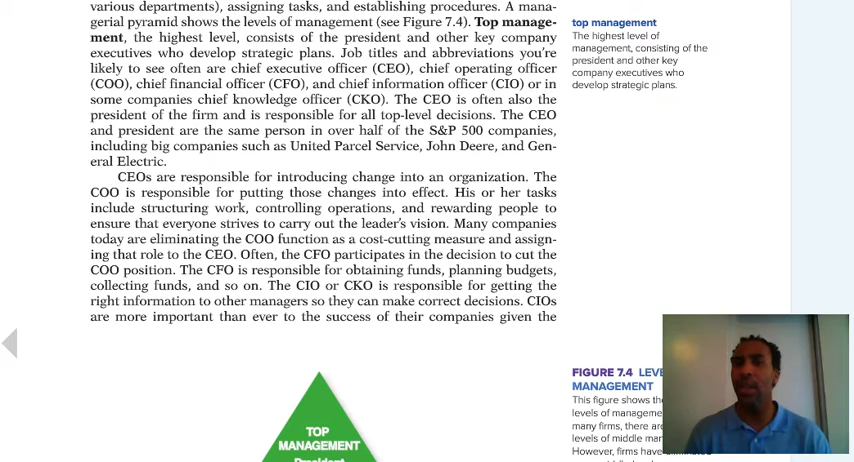 various departments), assigning tasks, and establishing procedures. A mana-
gerial pyramid shows the levels of management (see Figure 7.4). Top manage-
ment, the highest level, consists of the president and other key company
executives who develop strategic plans. Job titles and abbreviations you're
likely to see often are chief executive officer (CEO), chief operating officer
(COO), chief financial officer (CFO), and chief information officer (CIO) or in
some companies chief knowledge officer (CKO). The CEO is often also the
president of the firm and is responsible for all top-level decisions. The CEO
and president are the same person in over half of the S&P 500 companies,
including big companies such as United Parcel Service, John Deere, and Gen-
eral Electric.
CEOs are responsible for introducing change into an organization. The
COO is responsible for putting those changes into effect. His or her tasks
include structuring work, controlling operations, and rewarding people to
ensure that everyone strives to carry out the leader's vision. Many companies
today are eliminating the COO function as a cost-cutting measure and assign-
ing that role to the CEO. Often, the CFO participates in the decision to cut the
COO position. The CFO is responsible for obtaining funds, planning budgets,
collecting funds, and so on. The CIO or CKO is responsible for getting the
right information to other managers so they can make correct decisions. CIOs
are more important than ever to the success of their companies given the
top management
The highest level of
management, consisting of the
president and other key
company executives who
develop strategic plans.
TOP
MANAGEMENT
President
FIGURE 7.4 LEVE
MANAGEMENT
This figure shows the
levels of manageme
many firms, there are
levels of middle man
However, firms have eliminated